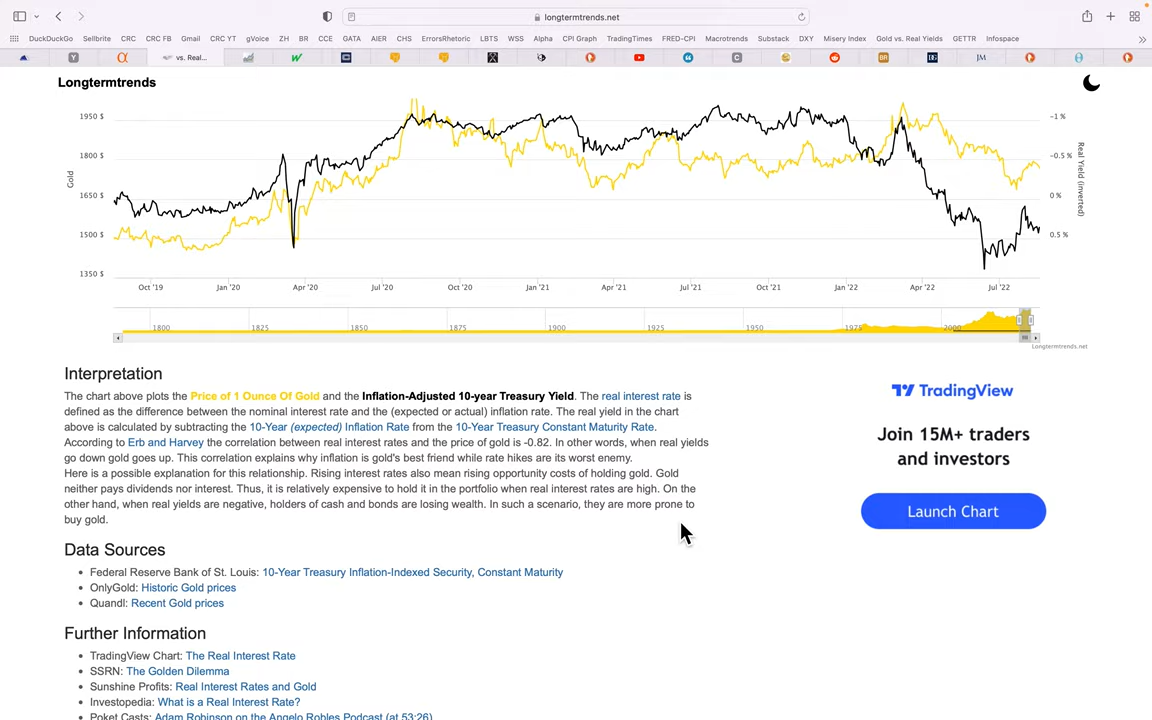 longtermtrends.net
DuckDuckGo Sellbrite CRC CRC FB Gmail CRC YT gVoice ZH BR CCE GATA AIER CHS ErrorsRhetoric LBTS WSS Alpha CPI Graph TradingTimes FRED-CPI Macrotrends Substack DXY Misery Index Gold vs. Real Yields GETTR Infospace
vs. Real...
Longtermtrends
1950 $
1800 $
1650 $
1500 $
1350 $
Gold
-1 %
-0.5 %
0 %
0.5 %
Real Yield (inverted)
Oct '19 Jan '20 Apr '20 Jul '20 Oct '20 Jan '21 Apr '21 Jul '21 Oct '21 Jan '22 Apr '22 Jul '22
1800 1825 1850 1875 1900 1925 1950 1975 2000
Longtermtrends.net
Interpretation
The chart above plots the Price of 1 Ounce Of Gold and the Inflation-Adjusted 10-year Treasury Yield. The real interest rate is
defined as the difference between the nominal interest rate and the (expected or actual) inflation rate. The real yield in the chart
above is calculated by subtracting the 10-Year (expected) Inflation Rate from the 10-Year Treasury Constant Maturity Rate.
According to Erb and Harvey the correlation between real interest rates and the price of gold is -0.82. In other words, when real yields
go down gold goes up. This correlation explains why inflation is gold's best friend while rate hikes are its worst enemy.
Here is a possible explanation for this relationship. Rising interest rates also mean rising opportunity costs of holding gold. Gold
neither pays dividends nor interest. Thus, it is relatively expensive to hold it in the portfolio when real interest rates are high. On the
other hand, when real yields are negative, holders of cash and bonds are losing wealth. In such a scenario, they are more prone to
buy gold.
TradingView
Join 15M+ traders
and investors
Launch Chart
Data Sources
Federal Reserve Bank of St. Louis: 10-Year Treasury Inflation-Indexed Security, Constant Maturity
OnlyGold: Historic Gold prices
Quandl: Recent Gold prices
Further Information
TradingView Chart: The Real Interest Rate
SSRN: The Golden Dilemma
Sunshine Profits: Real Interest Rates and Gold
Investopedia: What is a Real Interest Rate?
Poket Casts: Adam Robinson on the Angelo Robles Podcast (at 53:26)